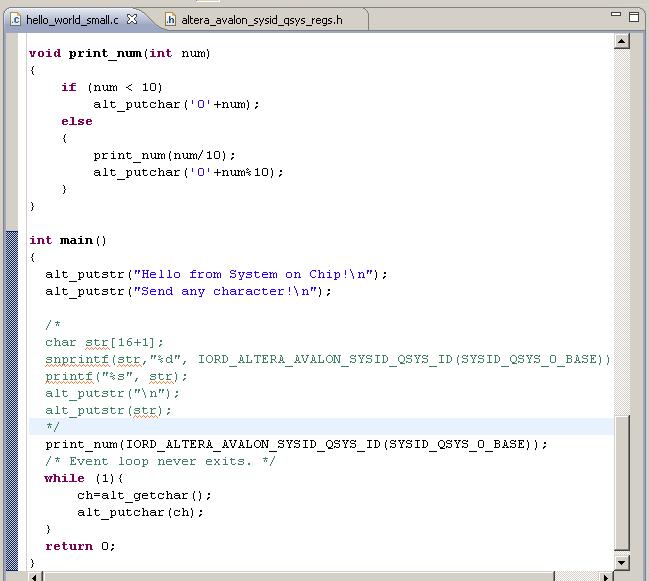 hello_world_small.c
altera_avalon_sysid_qsys_regs.h
void print_num(int num)
{
    if (num < 10)
        alt_putchar('0'+num);
    else
    {
        print_num(num/10);
        alt_putchar('0'+num%10);
    }
}
int main()
{
  alt_putstr("Hello from System on Chip!\n");
  alt_putstr("Send any character!\n");
  /*
  char str[16+1];
  snprintf(str,"%d", IORD_ALTERA_AVALON_SYSID_QSYS_ID(SYSID_QSYS_0_BASE))
  printf("%s", str);
  alt_putstr("\n");
  alt_putstr(str);
  */
  print_num(IORD_ALTERA_AVALON_SYSID_QSYS_ID(SYSID_QSYS_0_BASE));
  /* Event loop never exits. */
  while (1){
      ch=alt_getchar();
      alt_putchar(ch);
  }
  return 0;
}